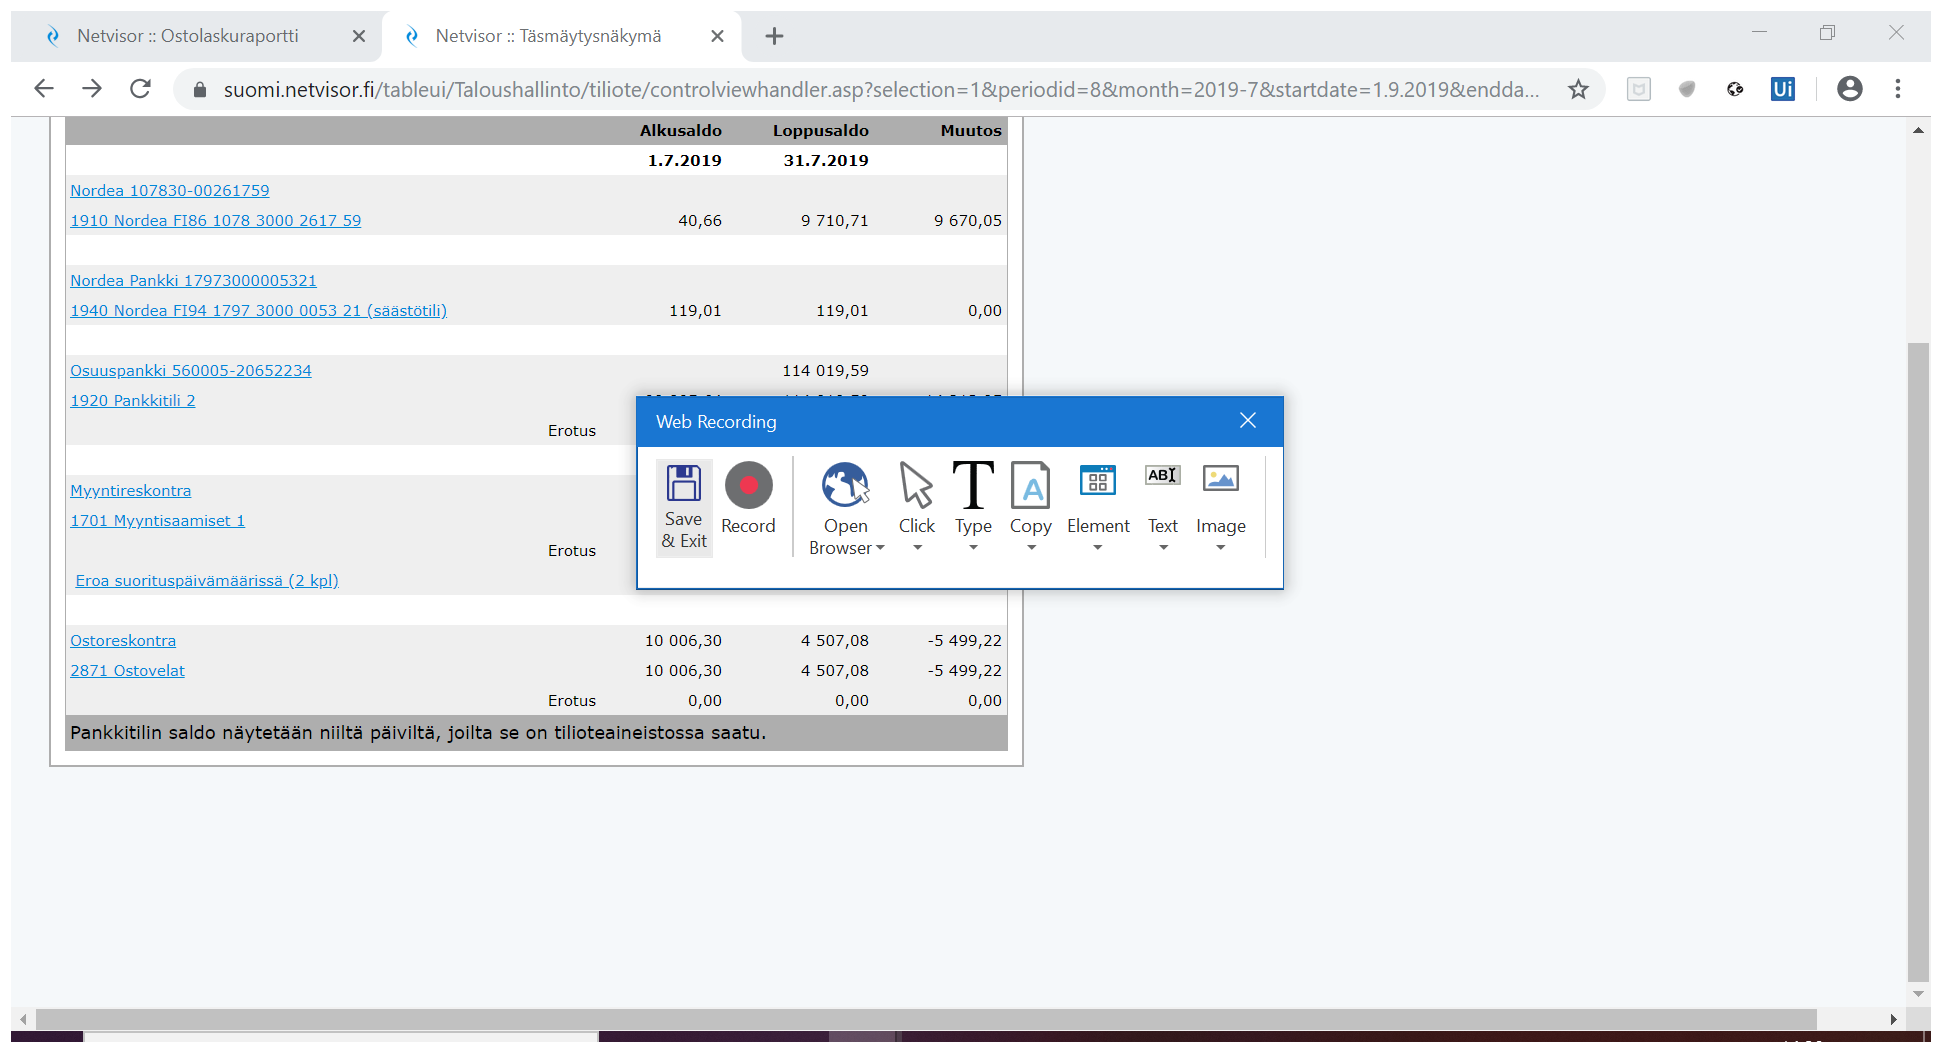 Netvisor :: Ostolaskuraportti
Netvisor :: Täsmäytysnäkymä
suomi.netvisor.fi/tableui/Taloushallinto/tiliote/controlviewhandler.asp?selection=1&periodid=8&month=2019-7&startdate=1.9.2019&endda...
Ui
Alkusaldo Loppusaldo Muutos
1.7.2019 31.7.2019
Nordea 107830-00261759
1910 Nordea FI86 1078 3000 2617 59 40,66 9 710,71 9 670,05
Nordea Pankki 17973000005321
1940 Nordea FI94 1797 3000 0053 21 (säästötili) 119,01 119,01 0,00
Osuuspankki 560005-20652234 114 019,59
1920 Pankkitili 2
Erotus
Web Recording
Save & Exit
Record
Open Browser
Click
Type
Copy
Element
ABI
Text
Image
Myyntireskontra
1701 Myyntisaamiset 1
Erotus
Eroa suorituspäivämäärissä (2 kpl)
Ostoreskontra 10 006,30 4 507,08 -5 499,22
2871 Ostovelat 10 006,30 4 507,08 -5 499,22
Erotus 0,00 0,00 0,00
Pankkitilin saldo näytetään niiltä päiviltä, joilta se on tilioteaineistossa saatu.